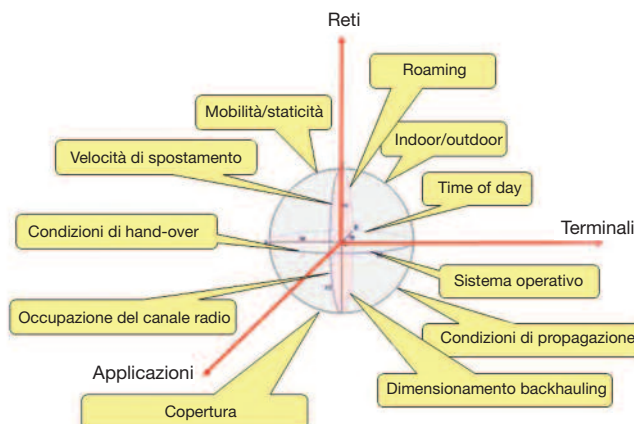 Reti
Roaming
Mobilità/staticità
Indoor/outdoor
Velocità di spostamento
Time of day
Condizioni di hand-over
Terminali
Sistema operativo
Occupazione del canale radio
Condizioni di propagazione
Applicazioni
Dimensionamento backhauling
Copertura